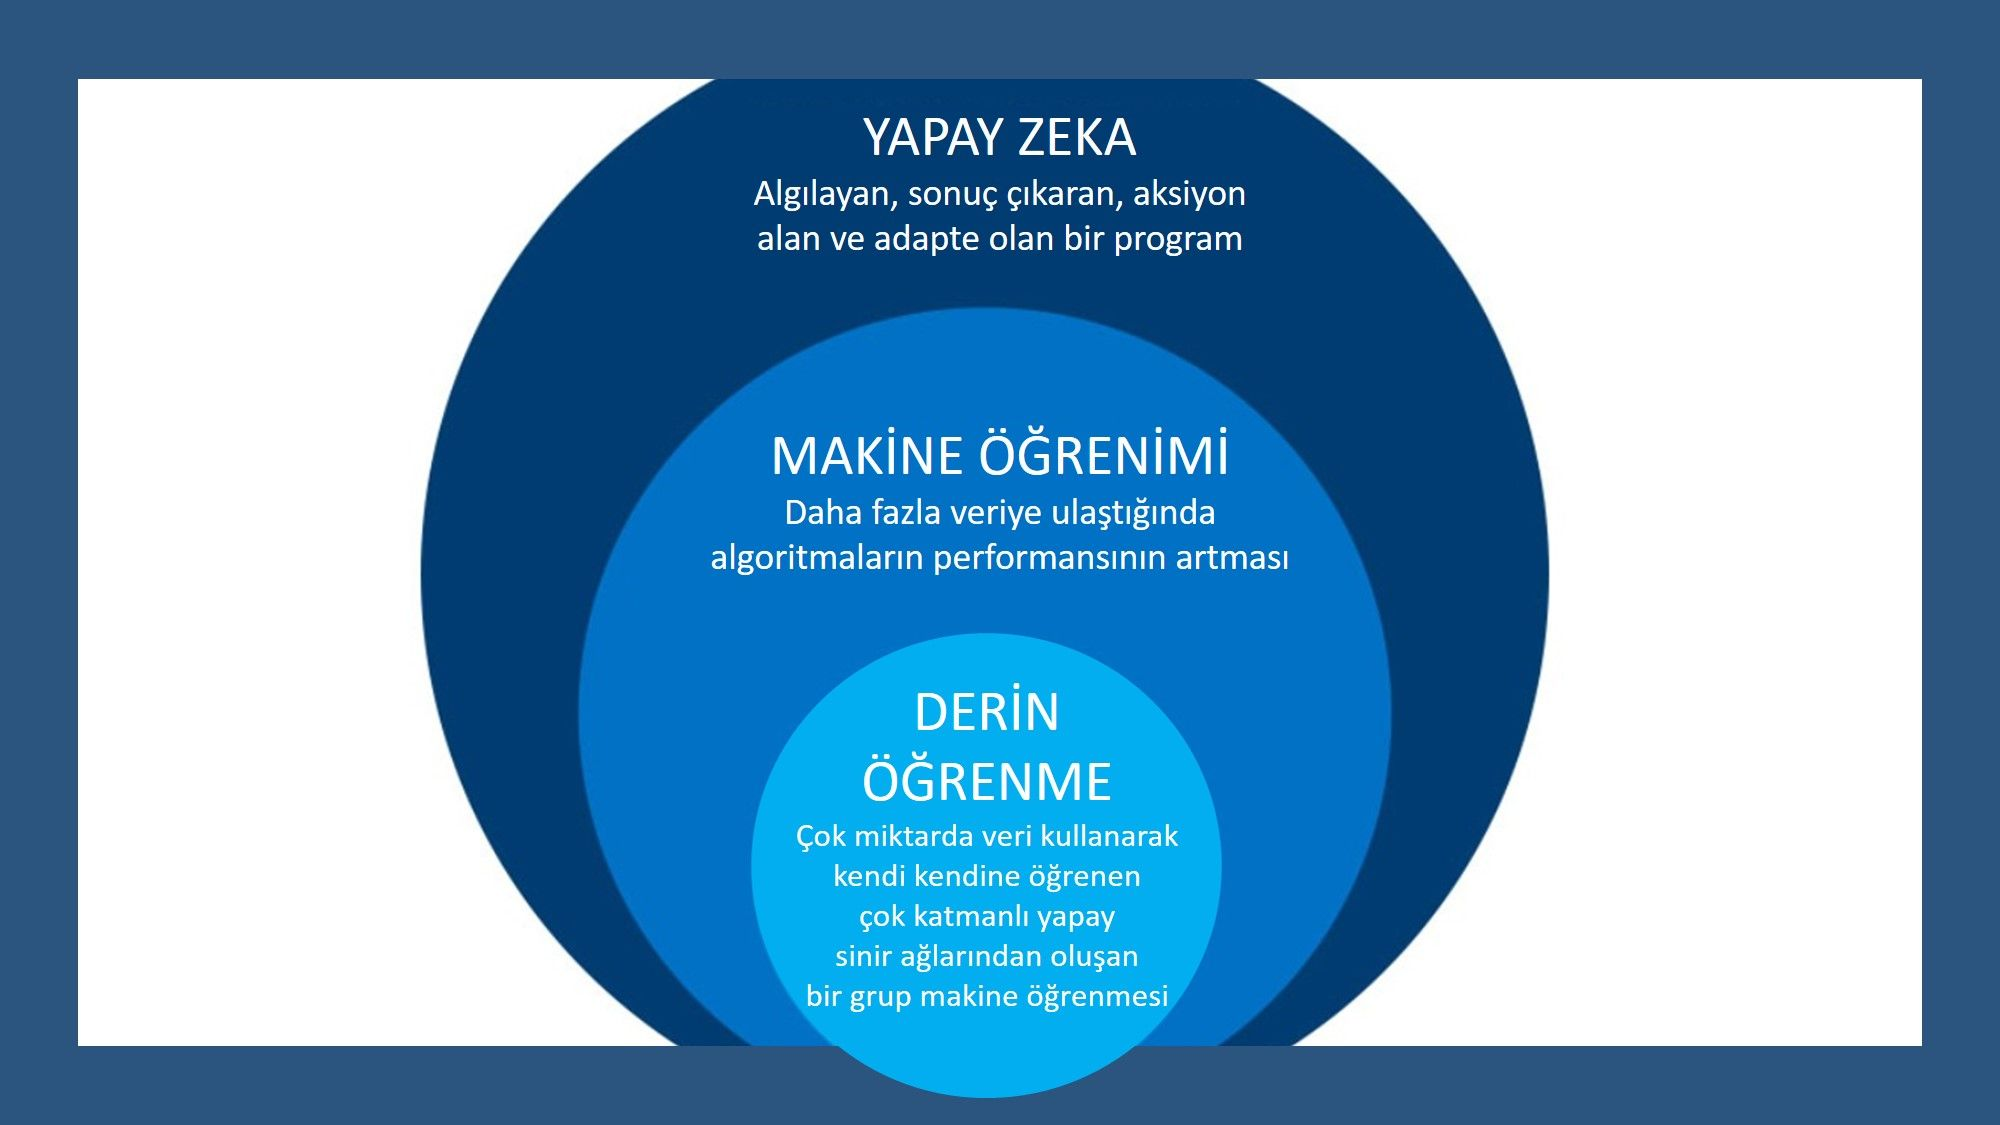 YAPAY ZEKA
Algılayan, sonuç çıkaran, aksiyon
alan ve adapte olan bir program
MAKİNE ÖĞRENİMİ
Daha fazla veriye ulaştığında
algoritmaların performansının artması
DERİN
ÖĞRENME
Çok miktarda veri kullanarak
kendi kendine öğrenen
çok katmanlı yapay
sinir ağlarından oluşan
bir grup makine öğrenmesi